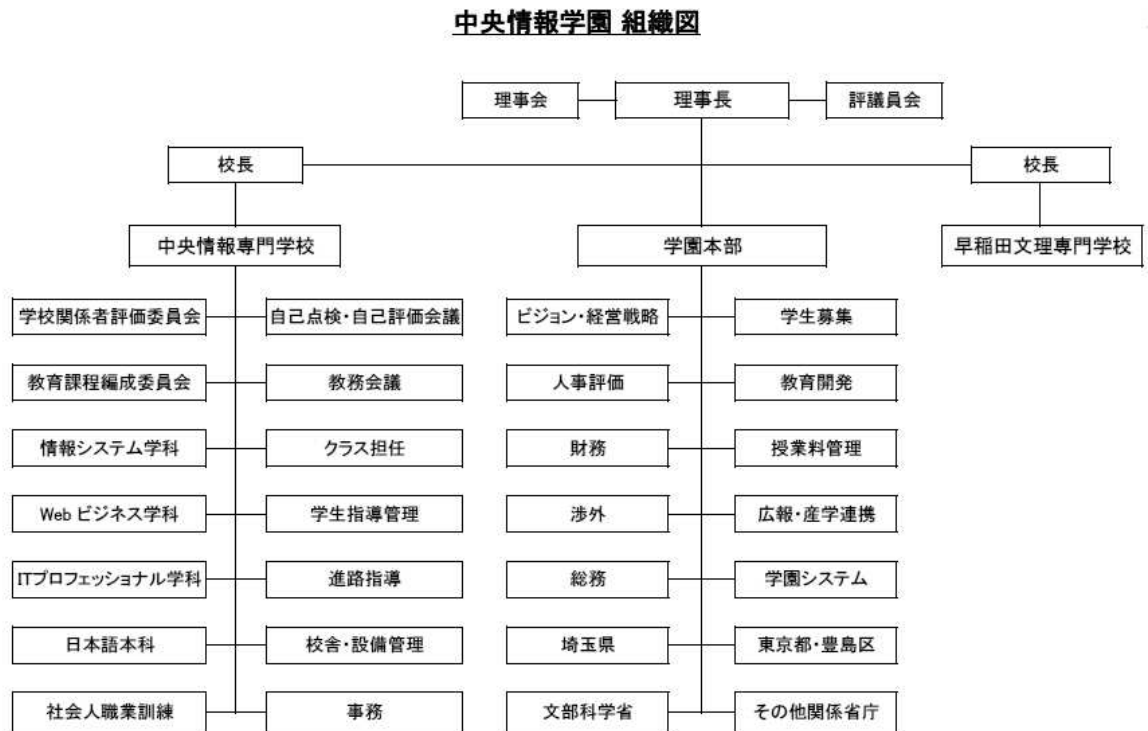 中央情報学園 組織図
理事会
理事長
評議員会
校長
校長
中央情報専門学校
学園本部
早稲田文理専門学校
学校関係者評価委員会
自己点検・自己評価会議
ビジョン・経営戦略
学生募集
教育課程編成委員会
教務会議
人事評価
教育開発
情報システム学科
クラス担任
財務
授業料管理
Web ビジネス学科
学生指導管理
渉外
広報・産学連携
ITプロフェッショナル学科
進路指導
総務
学園システム
日本語本科
校舎・設備管理
埼玉県
東京都・豊島区
社会人職業訓練
事務
文部科学省
その他関係省庁